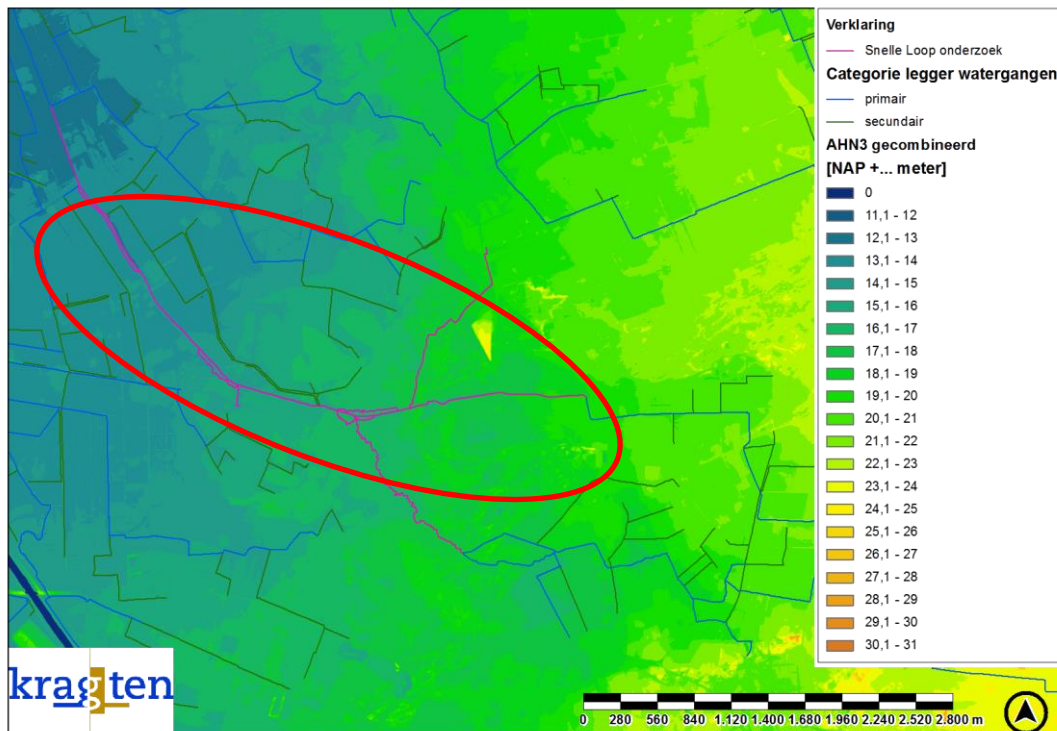 Verklaring
Snelle Loop onderzoek
Categorie legger watergangen
primair
secundair
AHN3 gecombineerd
[NAP +... meter]
0
11,1 - 12
12,1 - 13
13,1 - 14
14,1 - 15
15,1 - 16
16,1 - 17
17,1 - 18
18,1 - 19
19,1 - 20
20,1 - 21
21,1 - 22
22,1 - 23
23,1 - 24
24,1 - 25
25,1 - 26
26,1 - 27
27,1 - 28
28,1 - 29
29,1 - 30
30,1 - 31
kragten
0 280 560 840 1.120 1.400 1.680 1.960 2.240 2.520 2.800 m